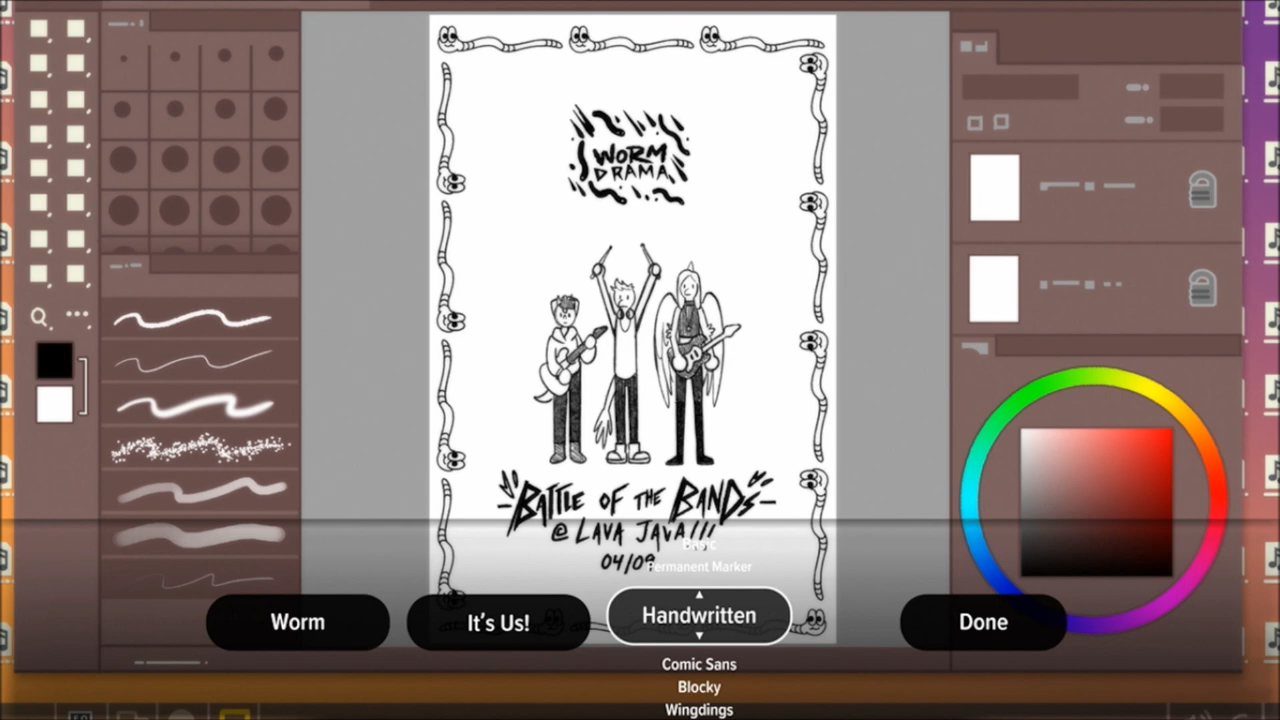 WORM
DRAMA
BATTLE OF THE BANDS
@ LAVA JAVA!!!
04/09
Basic
Permanent Marker
Worm
It's Us!
Handwritten
Done
Comic Sans
Blocky
Wingdings